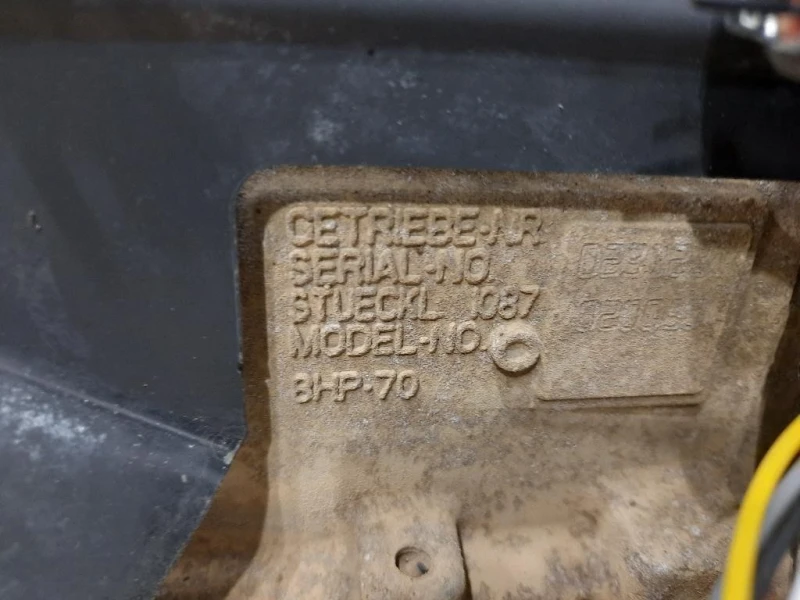 GETRIEBE-NR
SERIAL-NO.
STUECKL 1087
MODEL-NO.
8HP-70